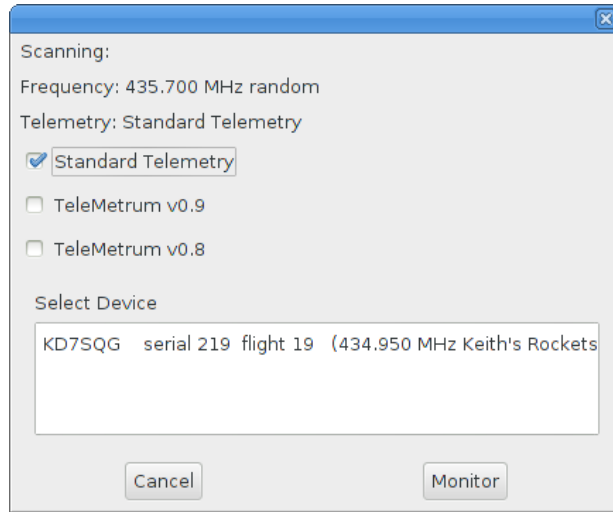 Scanning:
Frequency: 435.700 MHz random
Telemetry: Standard Telemetry
Standard Telemetry
TeleMetrum v0.9
TeleMetrum v0.8
Select Device
KD7SQG serial 219 flight 19 (434.950 MHz Keith's Rockets
Cancel Monitor